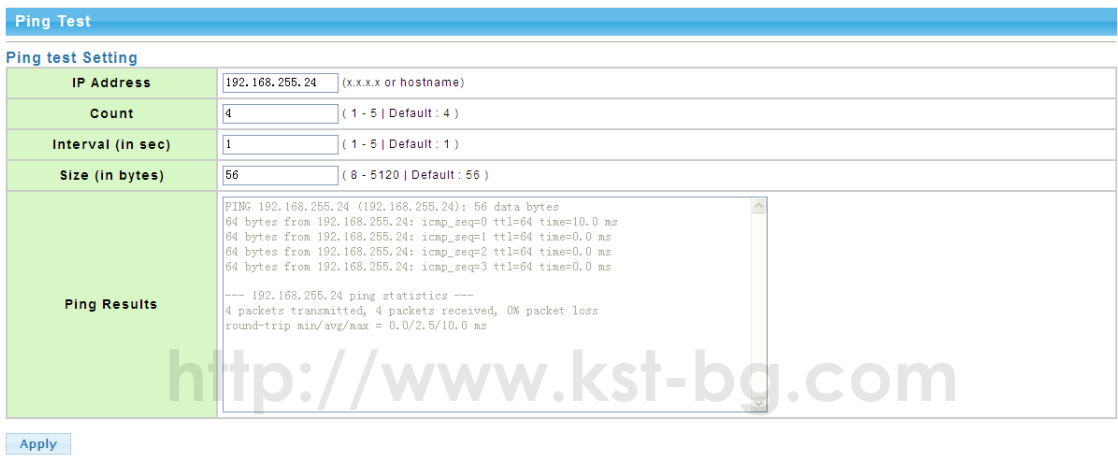 Ping Test
Ping test Setting
IP Address 192.168.255.24 (x.x.x.x or hostname)
Count 4 ( 1 - 5 | Default : 4 )
Interval (in sec) 1 ( 1 - 5 | Default : 1 )
Size (in bytes) 56 ( 8 - 5120 | Default : 56 )
Ping Results
PING 192.168.255.24 (192.168.255.24): 56 data bytes
64 bytes from 192.168.255.24: icmp_seq=0 ttl=64 time=10.0 ms
64 bytes from 192.168.255.24: icmp_seq=1 ttl=64 time=0.0 ms
64 bytes from 192.168.255.24: icmp_seq=2 ttl=64 time=0.0 ms
64 bytes from 192.168.255.24: icmp_seq=3 ttl=64 time=0.0 ms
--- 192.168.255.24 ping statistics ---
4 packets transmitted, 4 packets received, 0% packet loss
round-trip min/avg/max = 0.0/2.5/10.0 ms
http://www.kst-bg.com
Apply